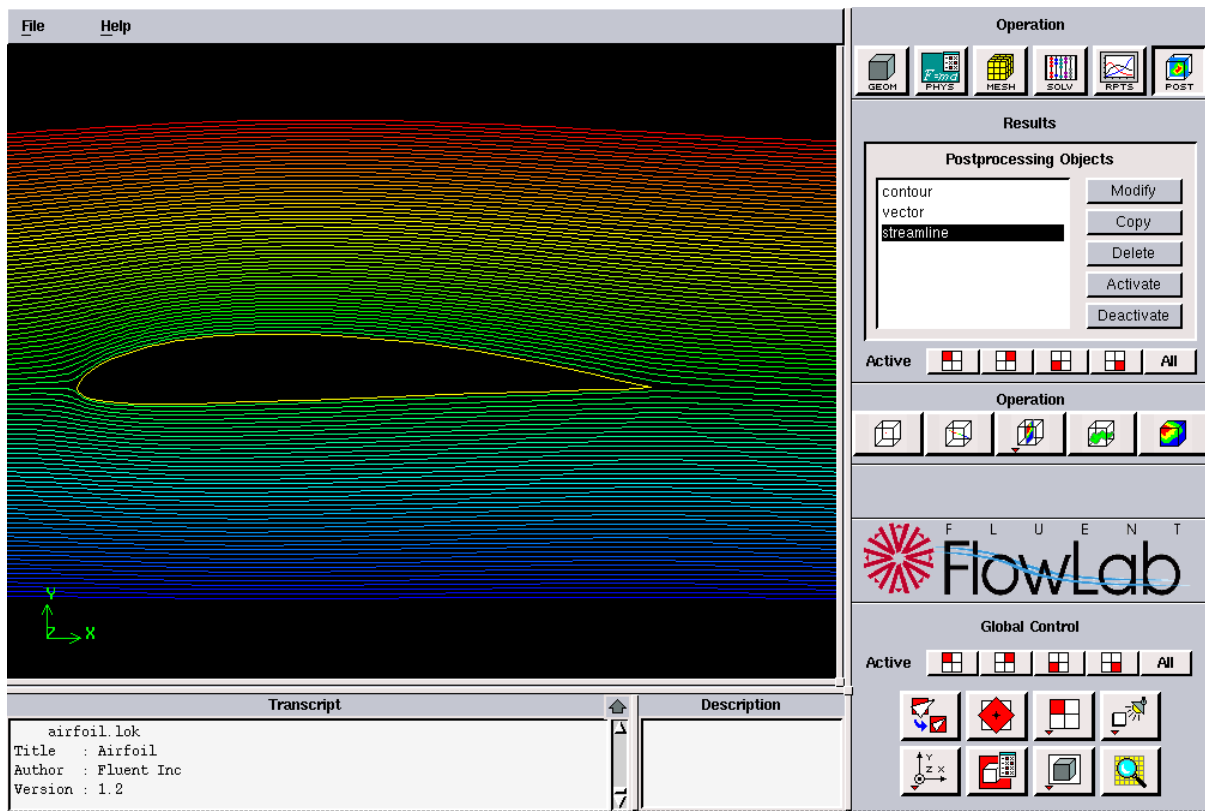 File Help
Operation
GEOM F=ma PHYS MESH SOLV RPTS POST
Results
Postprocessing Objects
contour
vector
streamline
Modify
Copy
Delete
Activate
Deactivate
Active All
Operation
FLUENT
FlowLab
Global Control
Active All
Y
Z X
Y
Z X
Transcript
airfoil.lok
Title : Airfoil
Author : Fluent Inc
Version : 1.2
Description